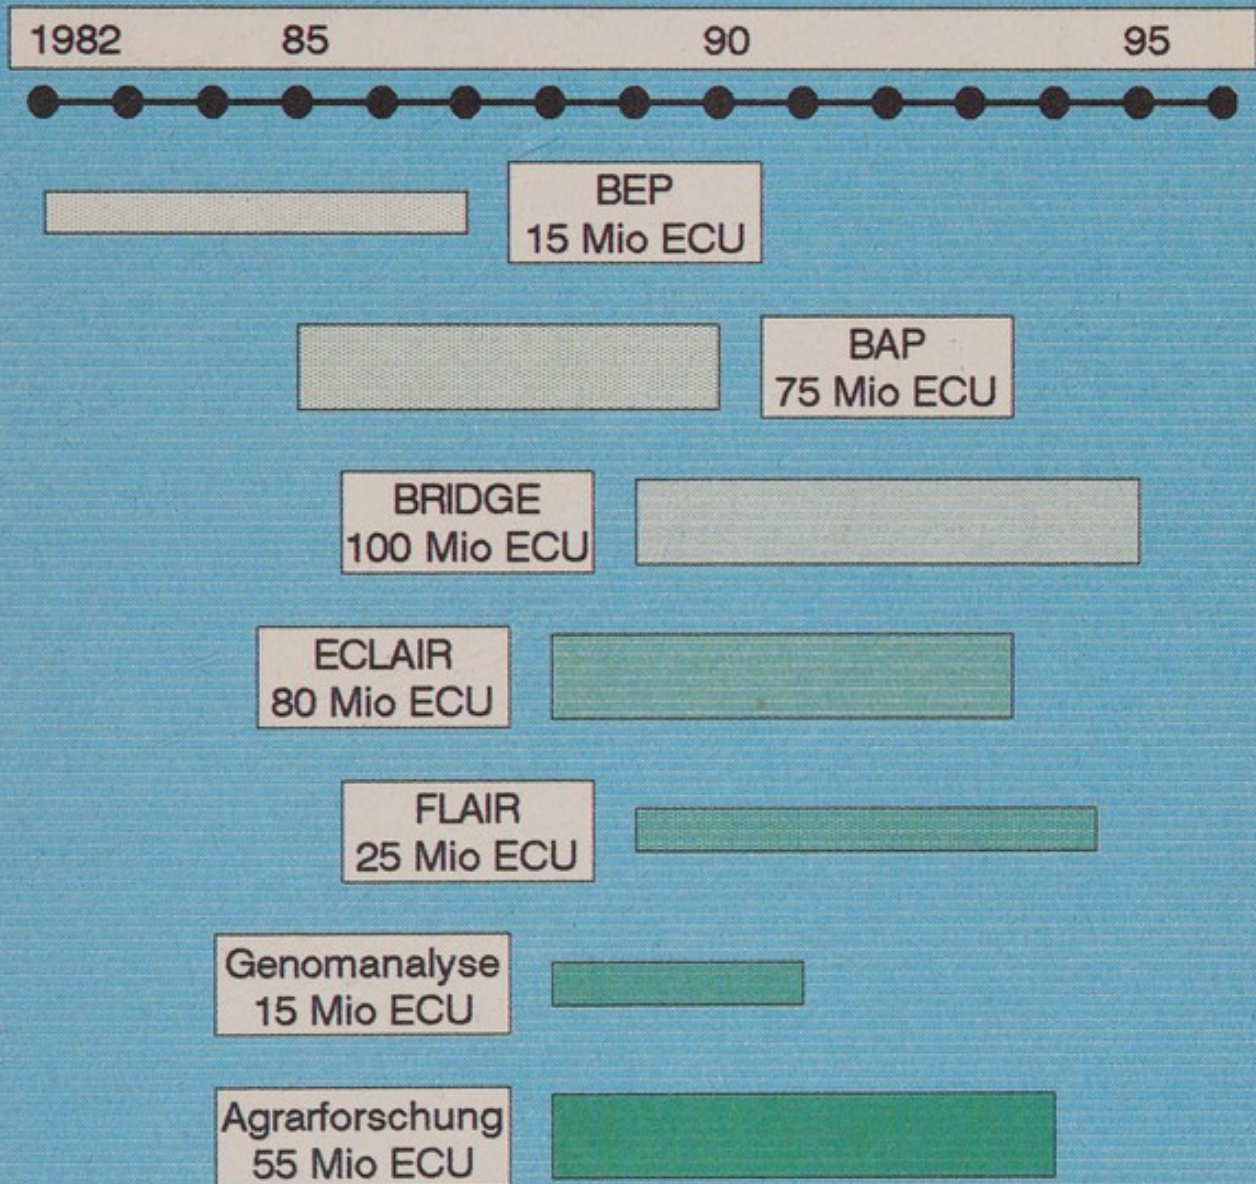 1982 85 90 95
BEP
15 Mio ECU
BAP
75 Mio ECU
BRIDGE
100 Mio ECU
ECLAIR
80 Mio ECU
FLAIR
25 Mio ECU
Genomanalyse
15 Mio ECU
Agrarforschung
55 Mio ECU